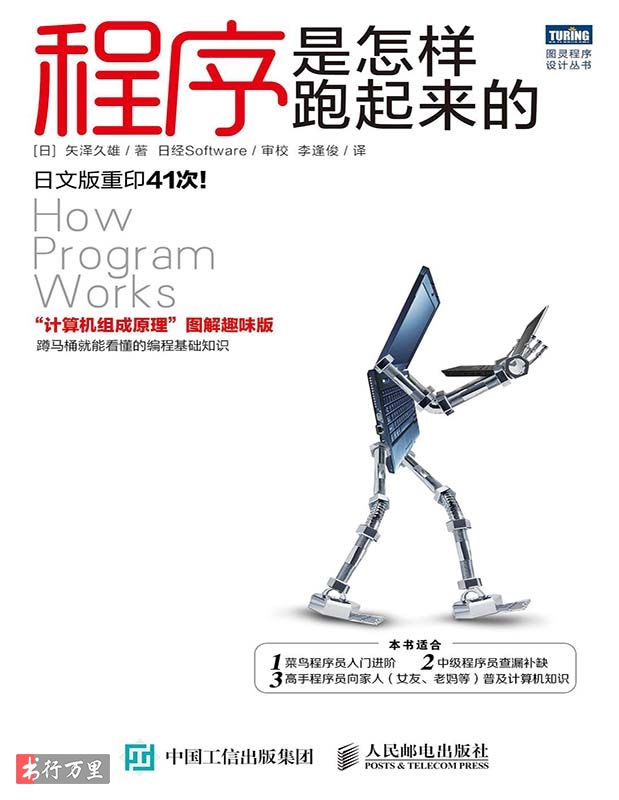 程序是怎样跑起来的
TURING
图灵程序
设计丛书
[日] 矢泽久雄 / 著 日经Software / 审校 李逢俊 / 译
日文版重印41次!
How
Program
Works
“计算机组成原理”图解趣味版
蹲马桶就能看懂的编程基础知识
本书适合
1 菜鸟程序员入门进阶 2 中级程序员查漏补缺
3 高手程序员向家人（女友、老妈等）普及计算机知识
中国工信出版集团
人民邮电出版社
POSTS & TELECOM PRESS
书行万里